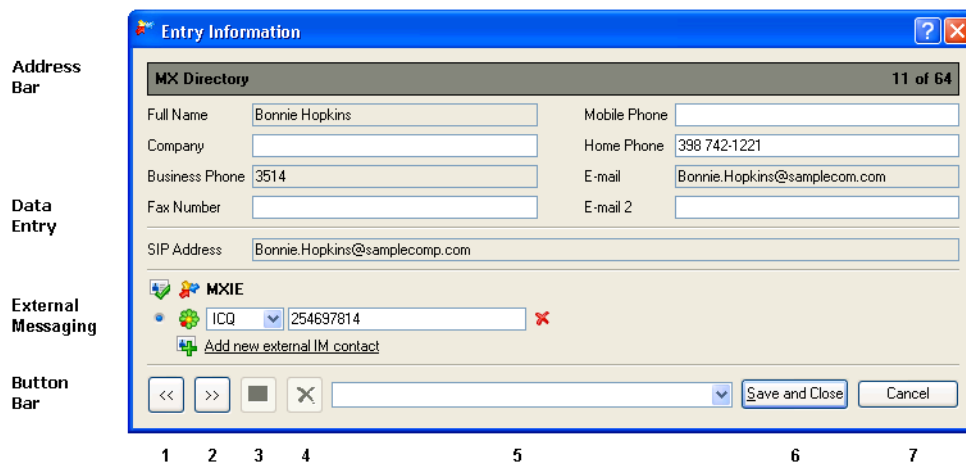 Entry Information
Address
Bar
MX Directory 11 of 64
Full Name Bonnie Hopkins Mobile Phone
Company Home Phone 398 742-1221
Business Phone 3514 E-mail Bonnie.Hopkins@samplecom.com
Data
Entry
Fax Number E-mail 2
SIP Address Bonnie.Hopkins@samplecomp.com
External
Messaging
MXIE
ICQ 254697814
Add new external IM contact
Button
Bar
<< >> Save and Close Cancel
1 2 3 4 5 6 7